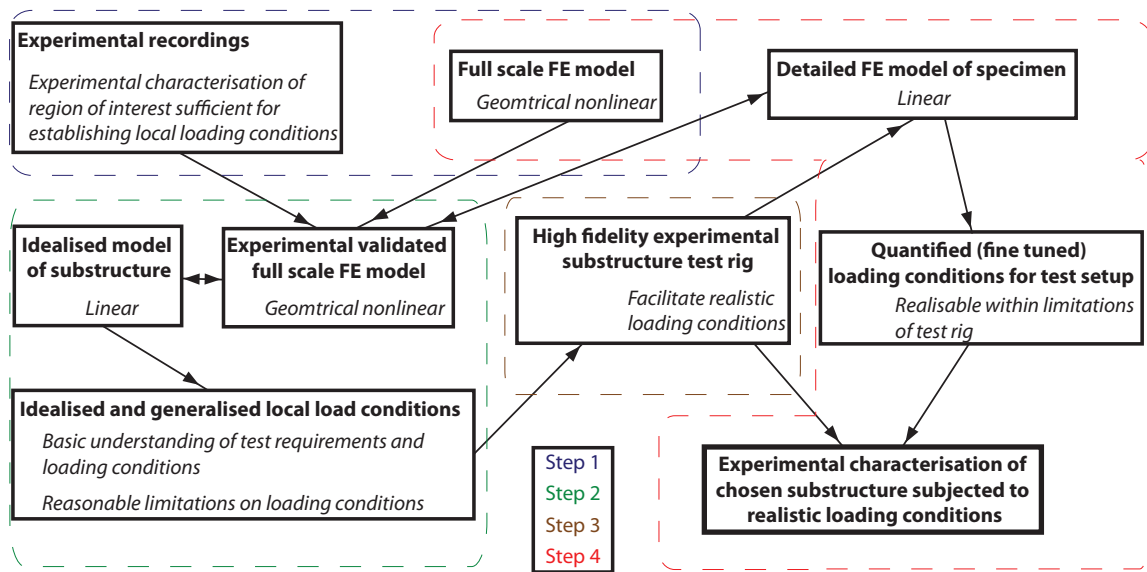 Experimental recordings
Experimental characterisation of
region of interest sufficient for
establishing local loading conditions
Full scale FE model
Geomtrical nonlinear
Detailed FE model of specimen
Linear
Idealised model
of substructure
Linear
Experimental validated
full scale FE model
Geomtrical nonlinear
High fidelity experimental
substructure test rig
Facilitate realistic
loading conditions
Quantified (fine tuned)
loading conditions for test setup
Realisable within limitations
of test rig
Idealised and generalised local load conditions
Basic understanding of test requirements and
loading conditions
Reasonable limitations on loading conditions
Step 1
Step 2
Step 3
Step 4
Experimental characterisation of
chosen substructure subjected to
realistic loading conditions